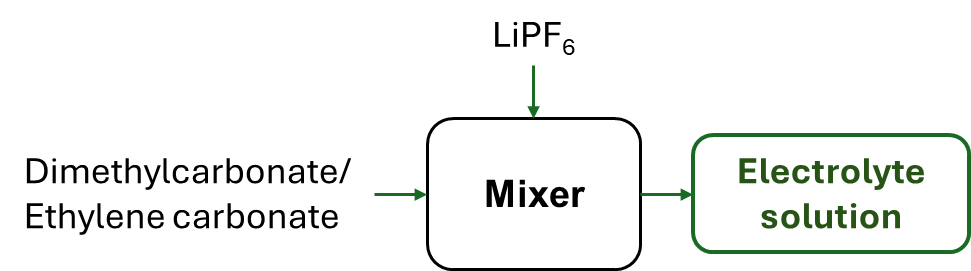 LiPF₆
Dimethylcarbonate/
Ethylene carbonate
Mixer
Electrolyte
solution